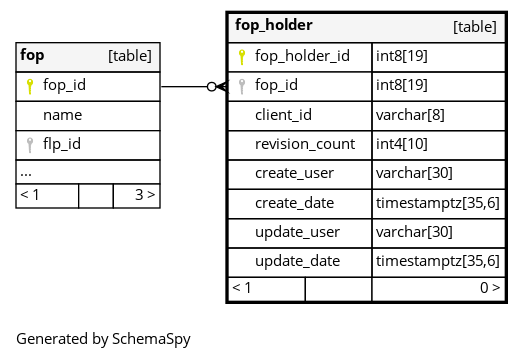 fop [table]
fop_id
name
flp_id
...
< 1 3 >
fop_holder [table]
fop_holder_id int8[19]
fop_id int8[19]
client_id varchar[8]
revision_count int4[10]
create_user varchar[30]
create_date timestamptz[35,6]
update_user varchar[30]
update_date timestamptz[35,6]
< 1 0 >
Generated by SchemaSpy